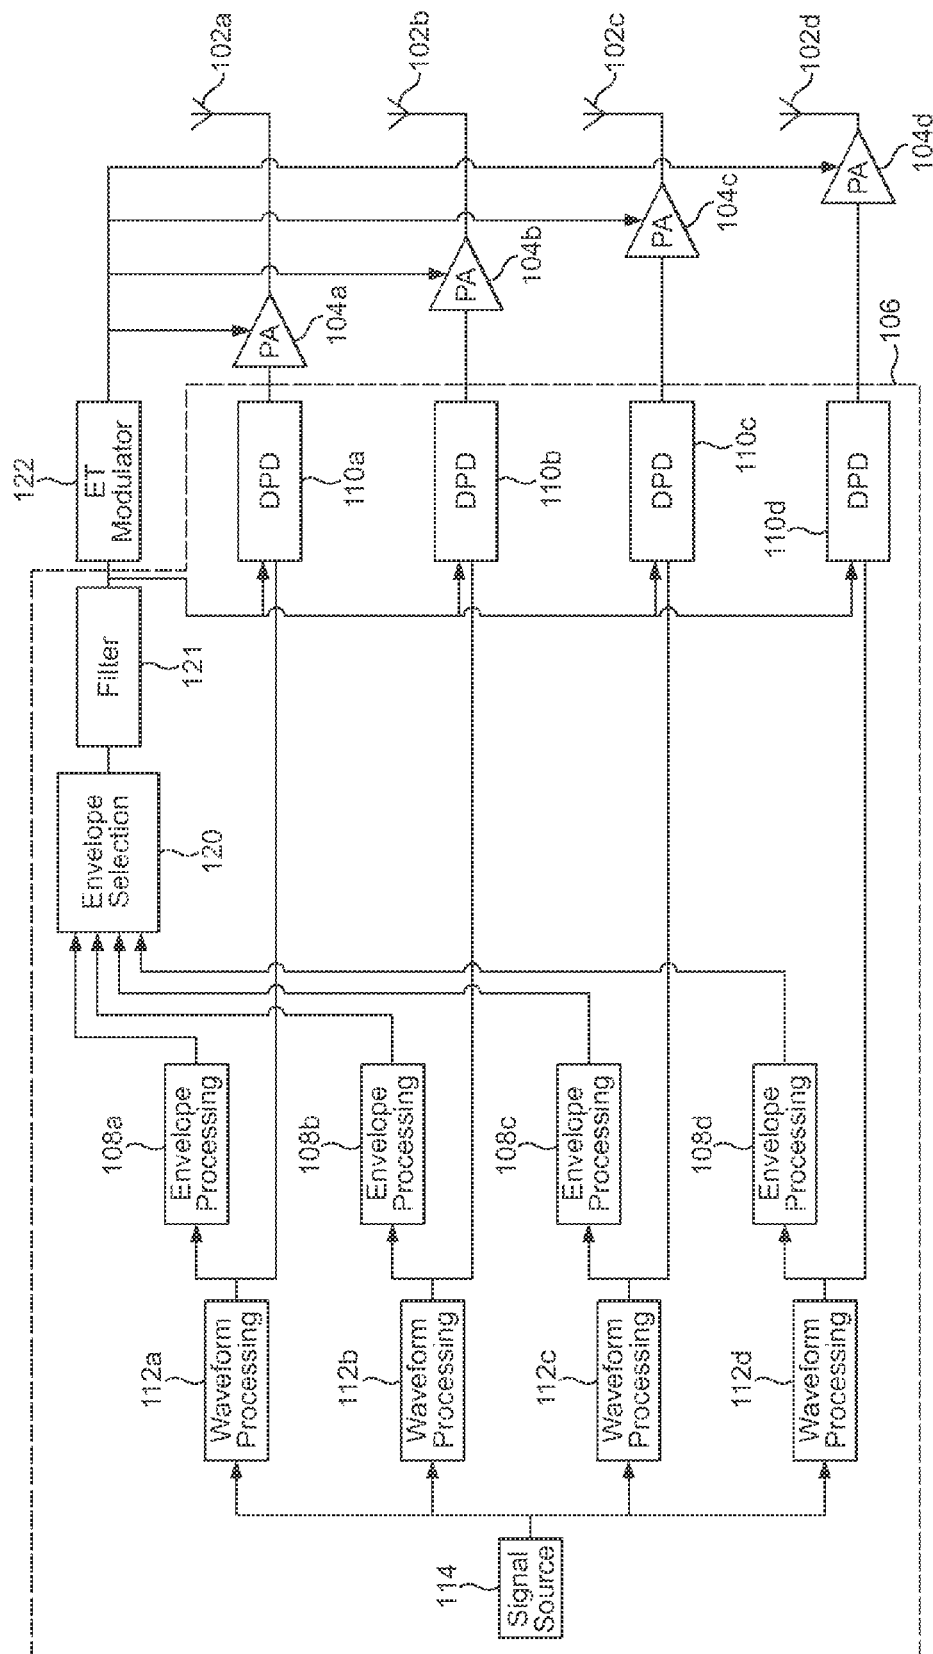 114
Signal
Source
112a
Waveform
Processing
112b
Waveform
Processing
112c
Waveform
Processing
112d
Waveform
Processing
108a
Envelope
Processing
108b
Envelope
Processing
108c
Envelope
Processing
108d
Envelope
Processing
Envelope
Selection
120
Filter
121
122
ET
Modulator
DPD
110a
DPD
110b
DPD
110c
DPD
110d
106
PA
104a
PA
104b
PA
104c
PA
104d
102a
102b
102c
102d